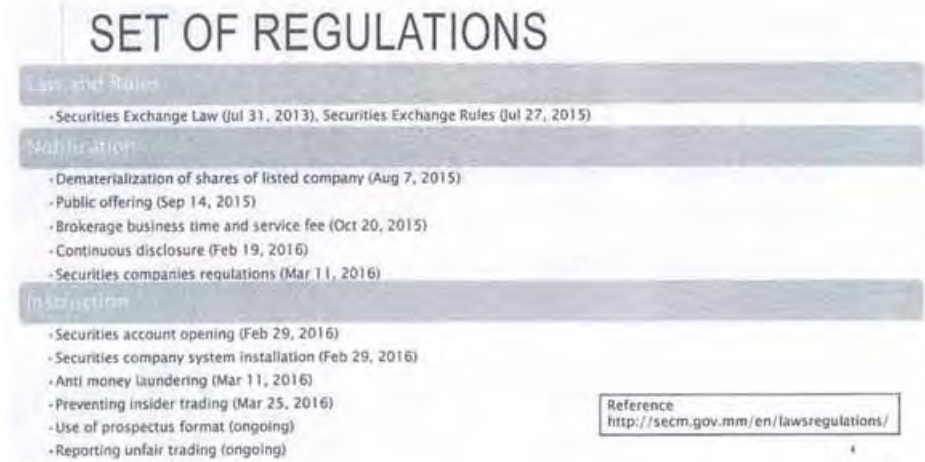 SET OF REGULATIONS
Law and Rules
-Securities Exchange Law (Jul 31, 2013), Securities Exchange Rules (Jul 27, 2015)
Notification
-Dematerialization of shares of listed company (Aug 7, 2015)
-Public offering (Sep 14, 2015)
-Brokerage business time and service fee (Oct 20, 2015)
-Continuous disclosure (Feb 19, 2016)
-Securities companies regulations (Mar 11, 2016)
Instruction
-Securities account opening (Feb 29, 2016)
-Securities company system installation (Feb 29, 2016)
-Anti money laundering (Mar 11, 2016)
-Preventing insider trading (Mar 25, 2016)
-Use of prospectus format (ongoing)
-Reporting unfair trading (ongoing)
Reference
http://secm.gov.mm/en/lawsregulations/